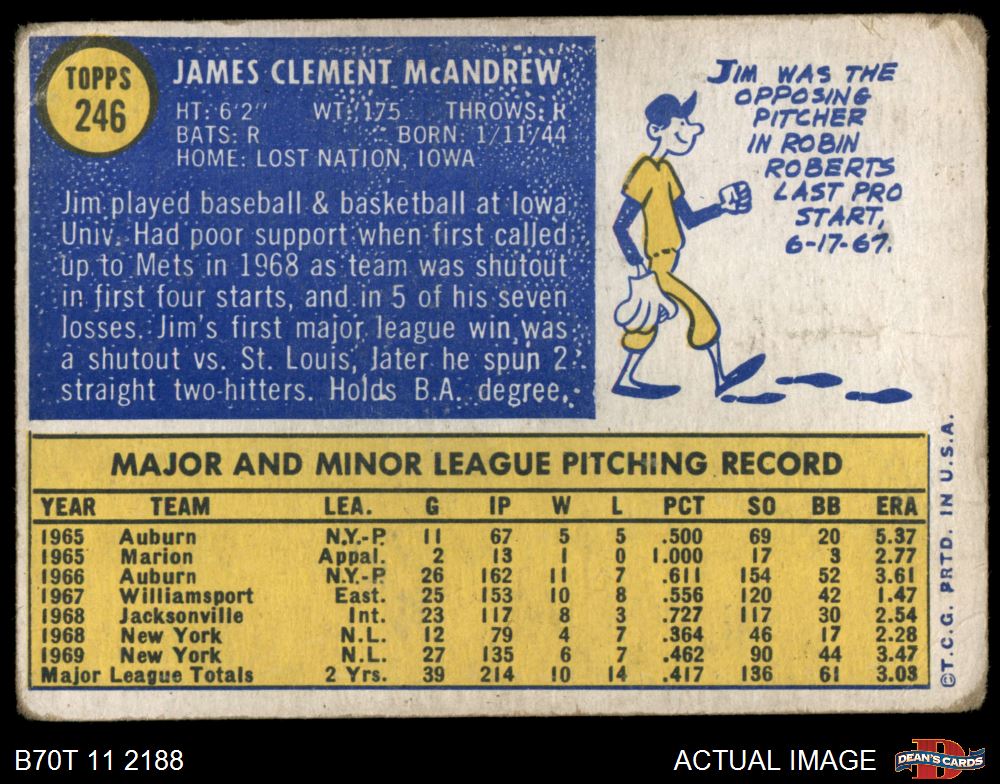 TOPPS
246
JAMES CLEMENT McANDREW
HT: 6'2" WT: 175 THROWS: R
BATS: R BORN: 1/11/44
HOME: LOST NATION, IOWA
Jim played baseball & basketball at Iowa
Univ. Had poor support when first called
up to Mets in 1968 as team was shutout
in first four starts, and in 5 of his seven
losses. Jim's first major league win was
a shutout vs. St. Louis, later he spun 2
straight two-hitters. Holds B.A. degree.
JIM WAS THE
OPPOSING
PITCHER
IN ROBIN
ROBERTS
LAST PRO
START,
6-17-67.
MAJOR AND MINOR LEAGUE PITCHING RECORD
YEAR TEAM LEA. G IP W L PCT SO BB ERA
1965 Auburn N.Y.-P. 11 67 5 5 .500 69 20 5.37
1965 Marion Appal. 2 13 1 0 1.000 17 3 2.77
1966 Auburn N.Y.-P. 26 162 11 7 .611 154 52 3.61
1967 Williamsport East. 25 153 10 8 .556 120 42 1.47
1968 Jacksonville Int. 23 117 8 3 .727 117 30 2.54
1968 New York N.L. 12 79 4 7 .364 46 17 2.28
1969 New York N.L. 27 135 6 7 .462 90 44 3.47
Major League Totals 2 Yrs. 39 214 10 14 .417 136 61 3.03
©T.C.G. PRTD. IN U.S.A.
B70T 11 2188
ACTUAL IMAGE
DEAN'S CARDS